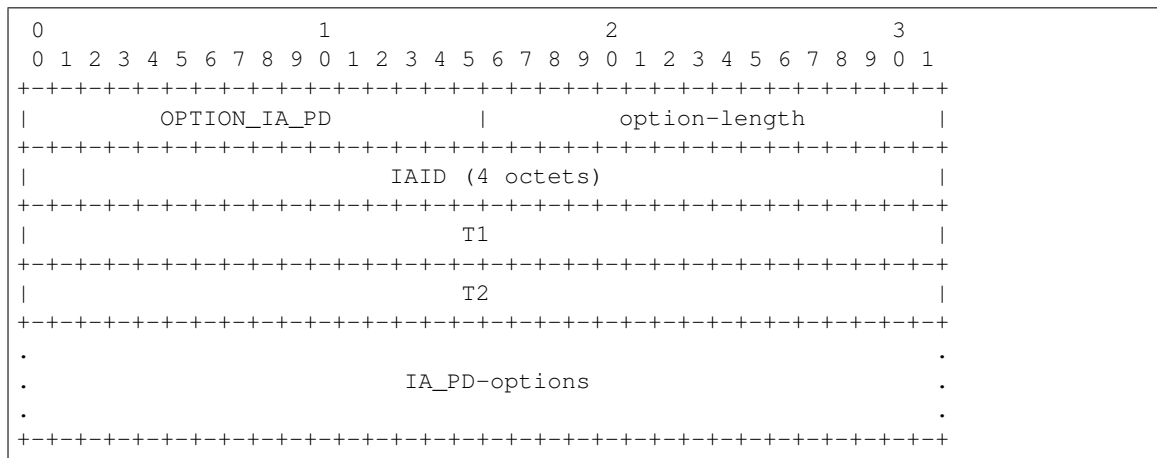 0                   1                   2                   3
 0 1 2 3 4 5 6 7 8 9 0 1 2 3 4 5 6 7 8 9 0 1 2 3 4 5 6 7 8 9 0 1
+-+-+-+-+-+-+-+-+-+-+-+-+-+-+-+-+-+-+-+-+-+-+-+-+-+-+-+-+-+-+-+-+
|         OPTION_IA_PD          |         option-length         |
+-+-+-+-+-+-+-+-+-+-+-+-+-+-+-+-+-+-+-+-+-+-+-+-+-+-+-+-+-+-+-+-+
|                         IAID (4 octets)                       |
+-+-+-+-+-+-+-+-+-+-+-+-+-+-+-+-+-+-+-+-+-+-+-+-+-+-+-+-+-+-+-+-+
|                              T1                               |
+-+-+-+-+-+-+-+-+-+-+-+-+-+-+-+-+-+-+-+-+-+-+-+-+-+-+-+-+-+-+-+-+
|                              T2                               |
+-+-+-+-+-+-+-+-+-+-+-+-+-+-+-+-+-+-+-+-+-+-+-+-+-+-+-+-+-+-+-+-+
.                                                               .
.                          IA_PD-options                        .
.                                                               .
+-+-+-+-+-+-+-+-+-+-+-+-+-+-+-+-+-+-+-+-+-+-+-+-+-+-+-+-+-+-+-+-+